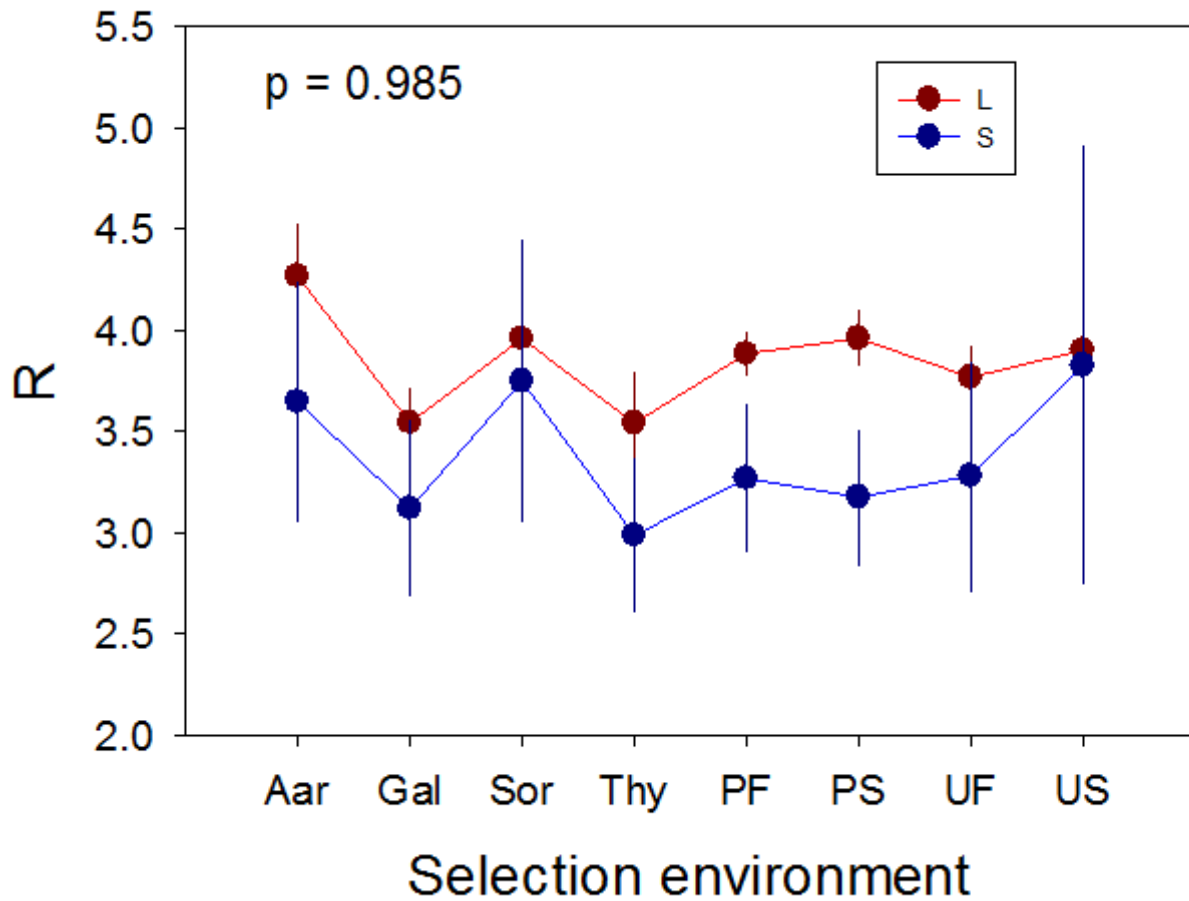 5.5
p = 0.985
L
S
5.0
4.5
4.0
R
3.5
3.0
2.5
2.0
Aar Gal Sor Thy PF PS UF US
Selection environment